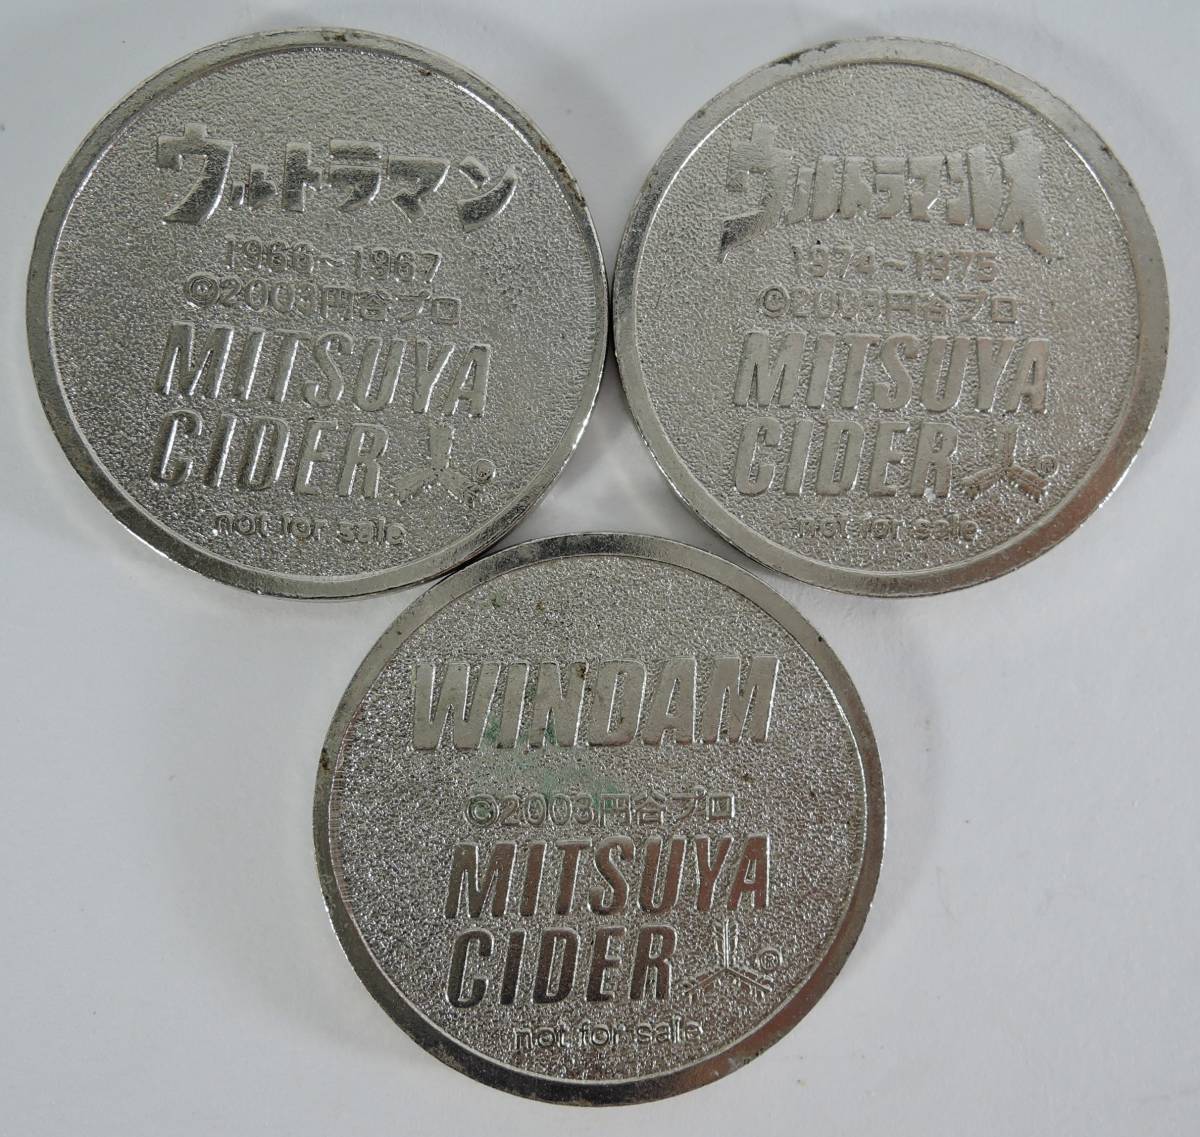 ウルトラマン
1966~1967
©2003円谷プロ
MITSUYA
CIDER ®
not for sale
ウルトラマンレオ
1974~1975
©2003円谷プロ
MITSUYA
CIDER ®
not for sale
WINDAM
©2003円谷プロ
MITSUYA
CIDER ®
not for sale